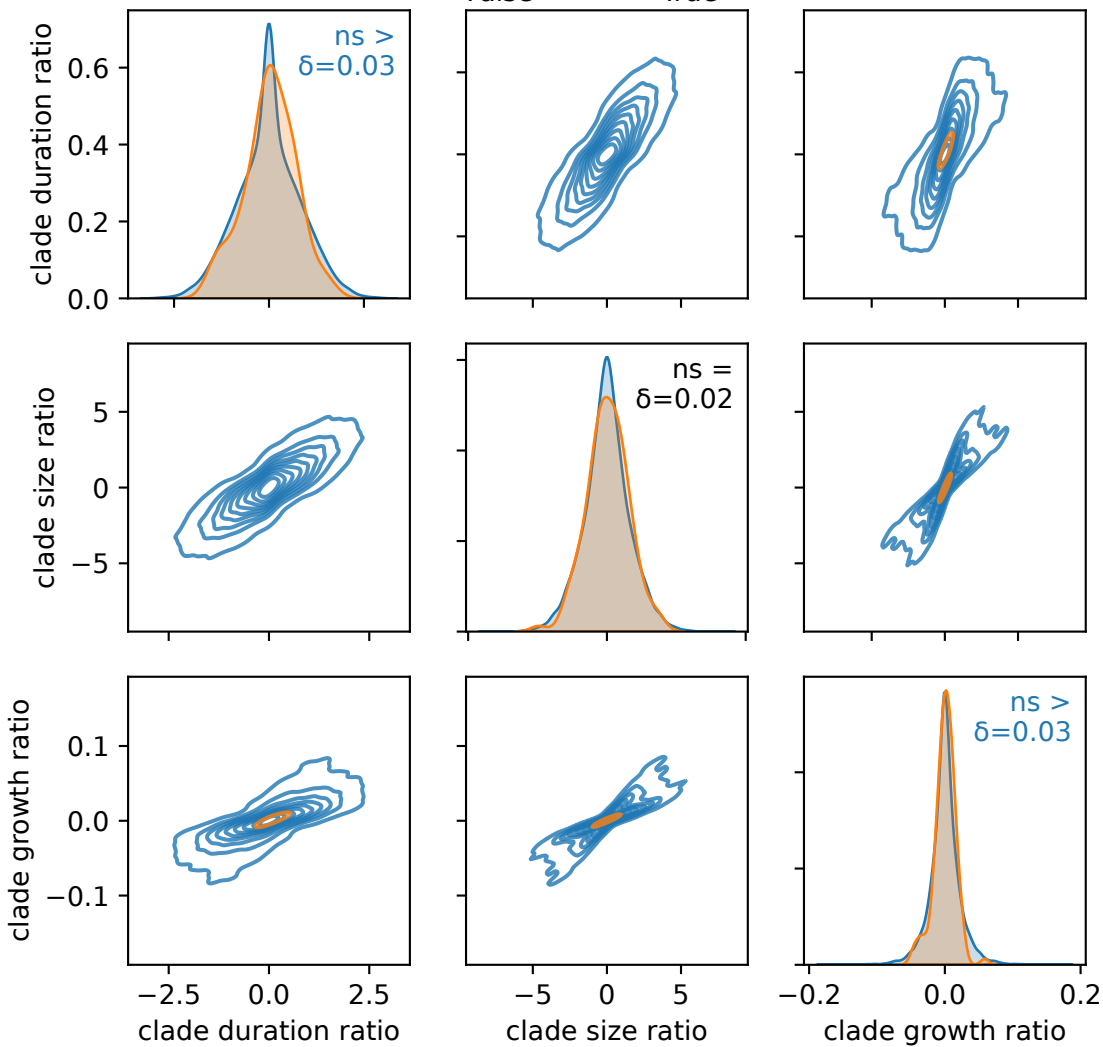 True
clade duration ratio
0.6
0.4
0.2
0.0
ns >
δ=0.03
clade size ratio
5
0
−5
ns =
δ=0.02
clade growth ratio
0.1
0.0
−0.1
ns >
δ=0.03
−2.5 0.0 2.5
−5 0 5
−0.2 0.0 0.2
clade duration ratio
clade size ratio
clade growth ratio